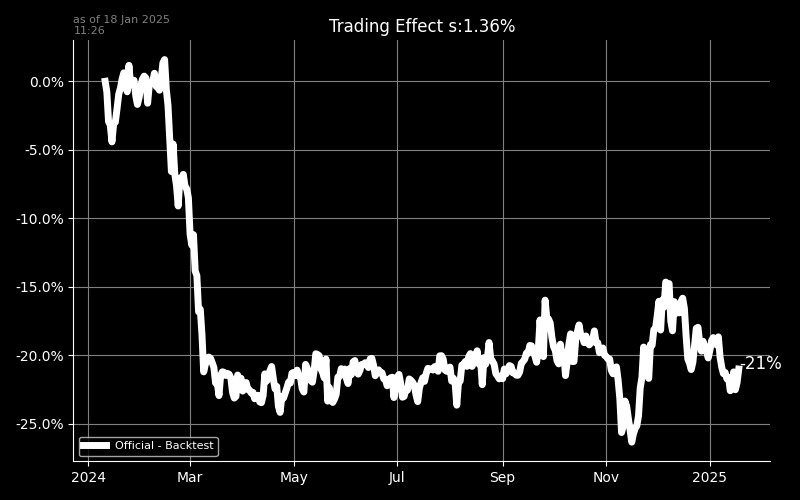 as of 18 Jan 2025
11:26
Trading Effect s:1.36%
0.0%
-5.0%
-10.0%
-15.0%
-20.0%
-25.0%
-21%
Official - Backtest
2024
Mar
May
Jul
Sep
Nov
2025